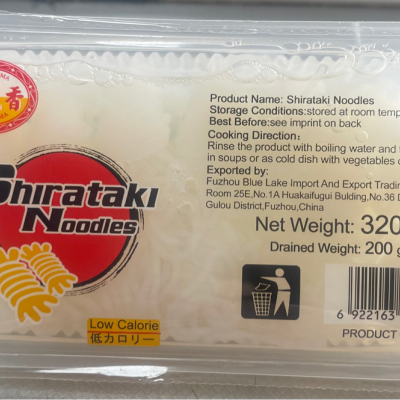 香
Shirataki
Noodles
Low Calorie
低カロリー
Product Name: Shirataki Noodles
Storage Conditions:stored at room temp
Best Before:see imprint on back
Cooking Direction:
Rinse the product with boiling water and
in soups or as cold dish with vegetables
Exported by:
Fuzhou Blue Lake Import And Export Trading
Room 25E,No.1A Huakaifugui Bulding,No.36 D
Gulou District,Fuzhou,China
Net Weight: 320
Drained Weight: 200 g
6 922163
PRODUCT